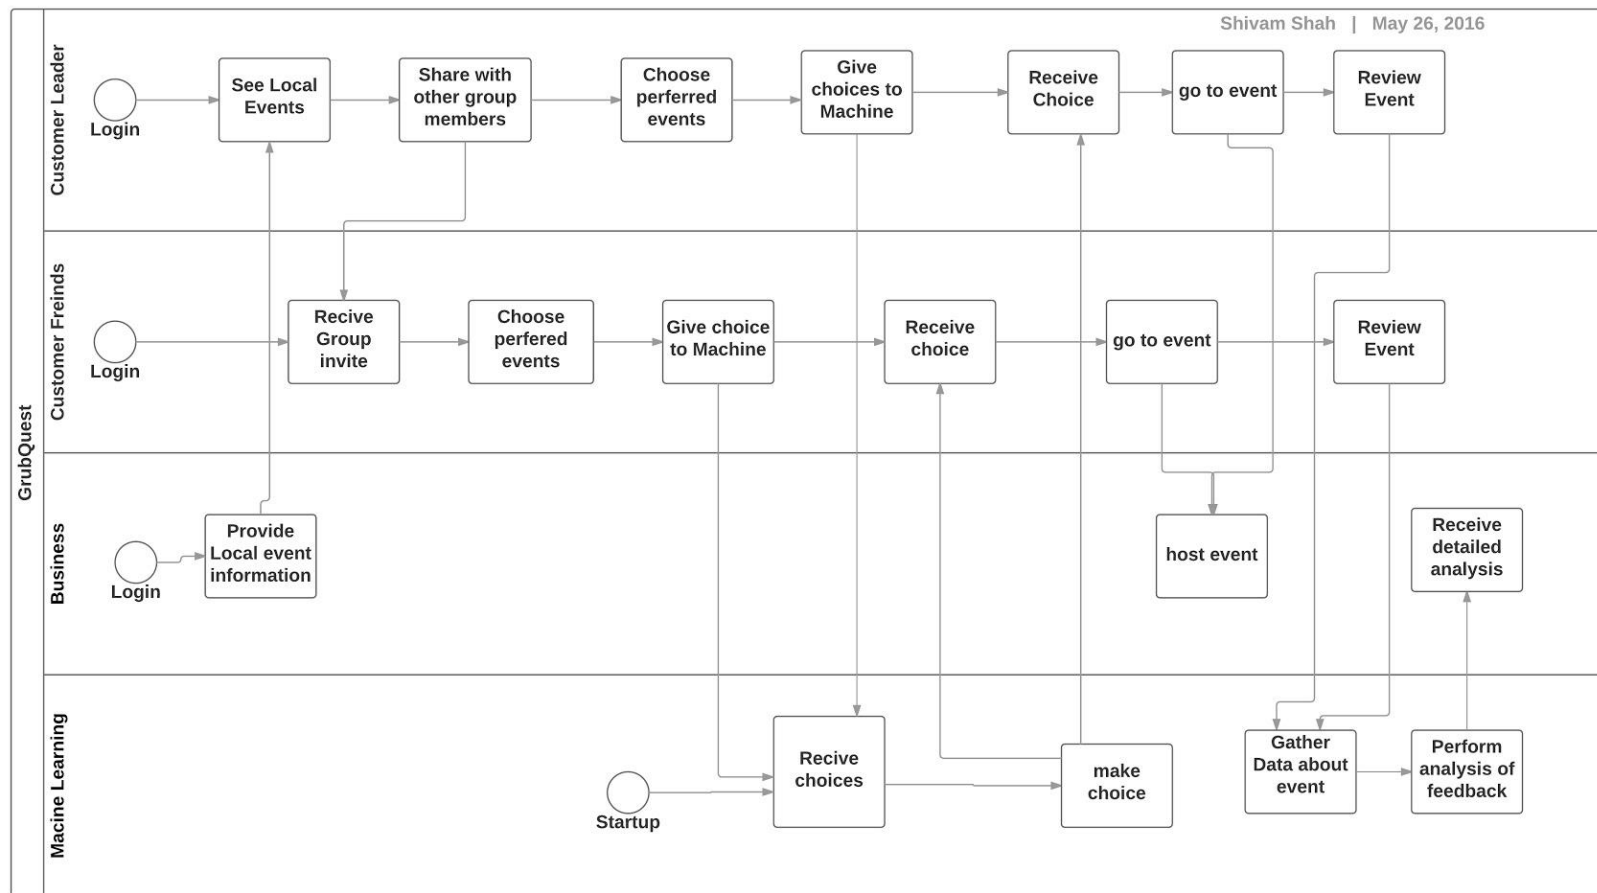 Shivam Shah | May 26, 2016
GrubQuest
Customer Leader
Login
See Local
Events
Share with
other group
members
Choose
perferred
events
Give
choices to
Machine
Receive
Choice
go to event
Review
Event
Customer Freinds
Login
Recive
Group
invite
Choose
perfered
events
Give choice
to Machine
Receive
choice
go to event
Review
Event
Business
Login
Provide
Local event
information
host event
Receive
detailed
analysis
Macine Learning
Startup
Recive
choices
make
choice
Gather
Data about
event
Perform
analysis of
feedback